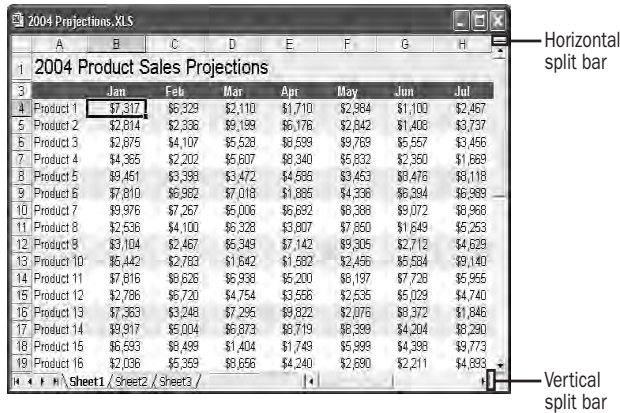 2004 Projections.XLS
A B C D E F G H
1 2004 Product Sales Projections
3 Jan Feb Mar Apr May Jun Jul
4 Product 1 $7,317 $6,329 $2,110 $1,710 $2,984 $1,100 $2,467
5 Product 2 $2,814 $2,336 $9,199 $6,176 $2,842 $1,408 $3,737
6 Product 3 $2,875 $4,107 $5,528 $8,599 $9,769 $5,557 $3,456
7 Product 4 $4,365 $2,202 $5,607 $8,340 $5,832 $2,350 $1,669
8 Product 5 $9,451 $3,398 $3,472 $4,585 $3,453 $8,476 $8,118
9 Product 6 $7,810 $6,982 $7,018 $1,885 $4,336 $6,394 $6,989
10 Product 7 $9,976 $7,267 $5,006 $6,692 $8,388 $9,072 $8,968
11 Product 8 $2,536 $4,100 $6,328 $3,807 $7,850 $1,649 $5,253
12 Product 9 $3,104 $2,467 $5,349 $7,142 $9,305 $2,712 $4,629
13 Product 10 $5,442 $2,783 $1,642 $1,582 $2,456 $5,584 $9,140
14 Product 11 $7,816 $8,626 $6,938 $5,200 $8,197 $7,728 $5,955
15 Product 12 $2,786 $6,720 $4,754 $3,556 $2,535 $5,029 $4,740
16 Product 13 $7,363 $3,248 $7,295 $9,822 $2,076 $8,372 $1,846
17 Product 14 $9,917 $5,004 $6,873 $8,719 $8,399 $4,204 $8,290
18 Product 15 $6,593 $8,499 $1,404 $1,749 $5,999 $4,398 $9,773
19 Product 16 $2,036 $5,359 $8,656 $4,240 $2,690 $2,211 $4,893
Sheet1 / Sheet2 / Sheet3 /
Horizontal
split bar
Vertical
split bar